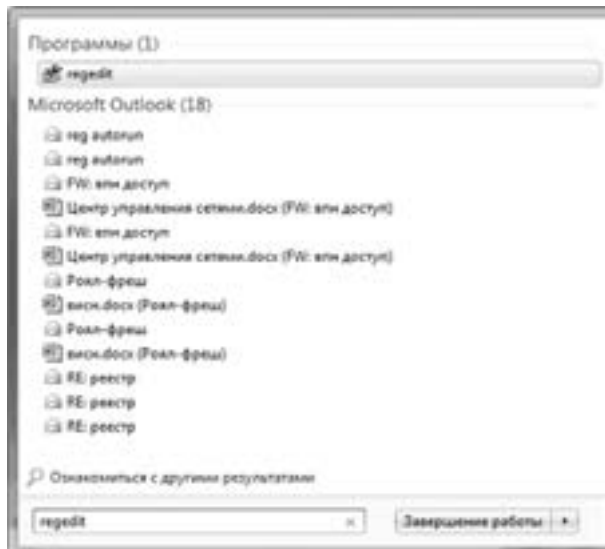 Программы (1)
regedit
Microsoft Outlook (18)
reg autorun
reg autorun
FW: впн доступ
Центр управления сетями.docx (FW: впн доступ)
FW: впн доступ
Центр управления сетями.docx (FW: впн доступ)
Роял-фреш
висн.docx (Роял-фреш)
Роял-фреш
висн.docx (Роял-фреш)
RE: реестр
RE: реестр
RE: реестр
Ознакомиться с другими результатами
regedit
Завершение работы